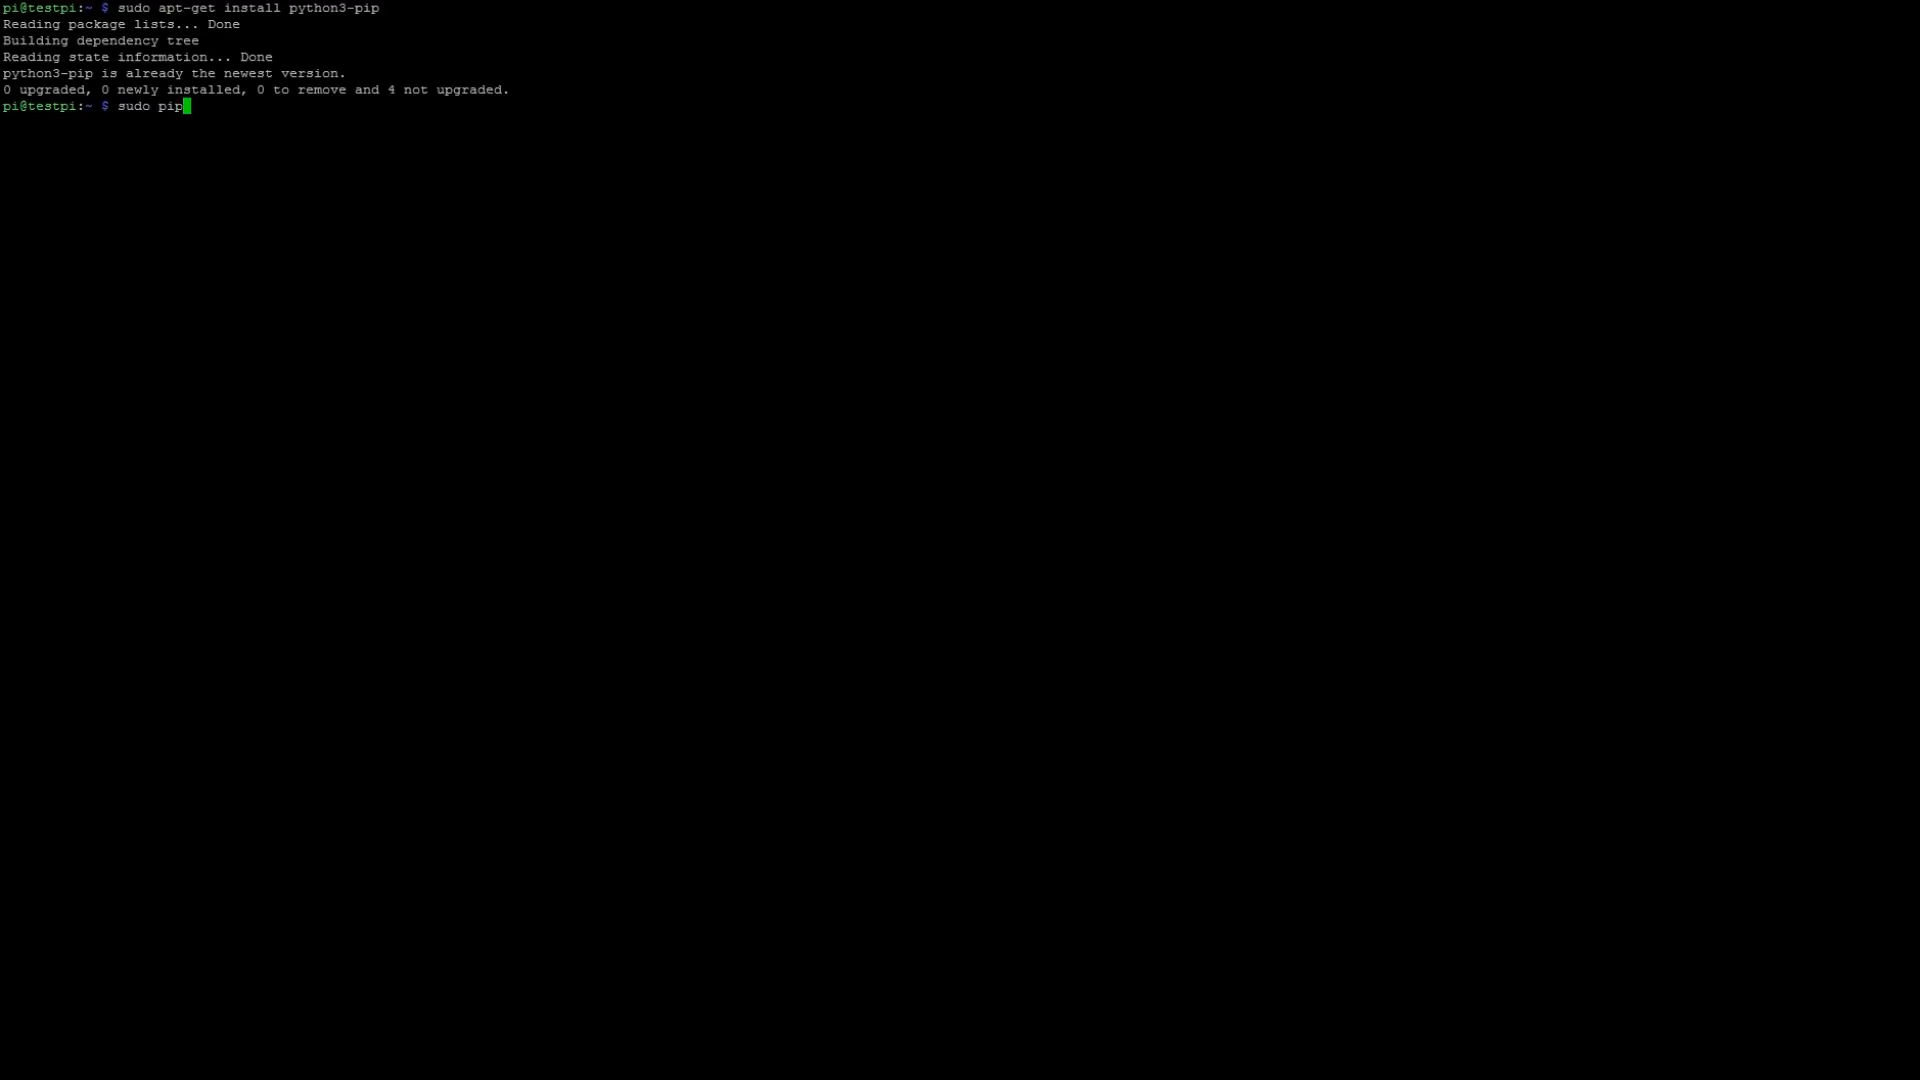 pi@testpi:~ $ sudo apt-get install python3-pip
Reading package lists... Done
Building dependency tree
Reading state information... Done
python3-pip is already the newest version.
0 upgraded, 0 newly installed, 0 to remove and 4 not upgraded.
pi@testpi:~ $ sudo pip